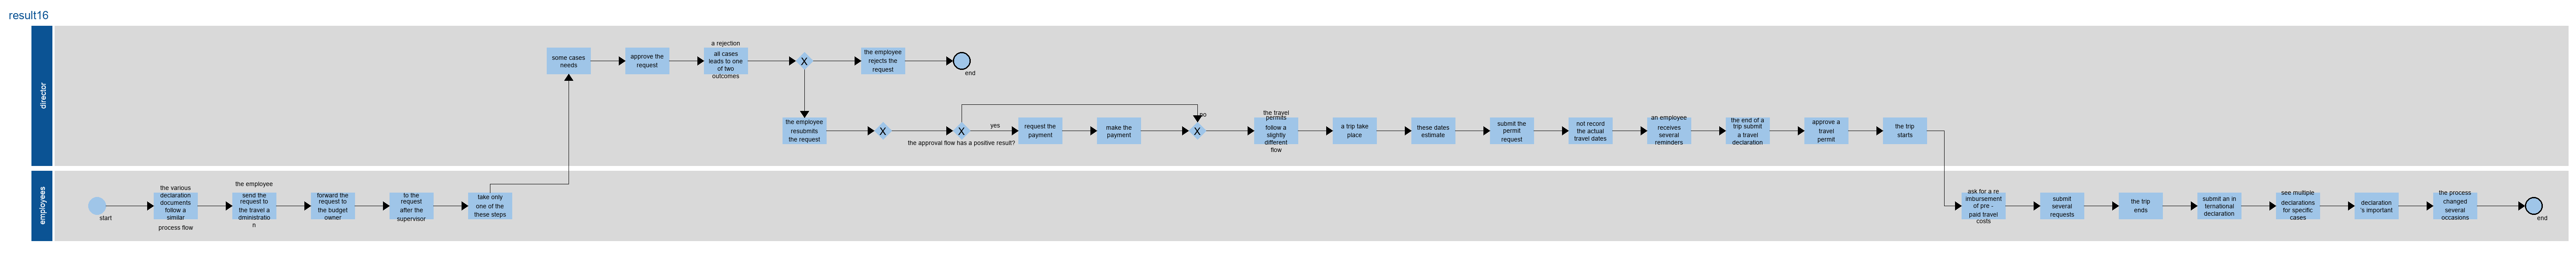 result16
director
some cases
needs
approve the
request
a rejection
all cases
leads to one
of two
outcomes
X
the employee
rejects the
request
end
the employee
resubmits
the request
X
X
the approval flow has a positive result?
yes
request the
payment
make the
payment
no
X
the travel
permits
follow a
slightly
different
flow
a trip take
place
these dates
estimate
submit the
permit
request
not record
the actual
travel dates
an employee
receives
several
reminders
the end of a
trip submit
a travel
declaration
approve a
travel
permit
the trip
starts
employees
start
the various
declaration
documents
follow a
similar
process flow
the employee
send the
request to
the travel a
dministratio
n
forward the
request to
the budget
owner
to the
request
after the
supervisor
take only
one of the
these steps
ask for a re
imbursement
of pre -
paid travel
costs
submit
several
requests
the trip
ends
submit an in
ternational
declaration
see multiple
declarations
for specific
cases
declaration
's important
the process
changed
several
occasions
end